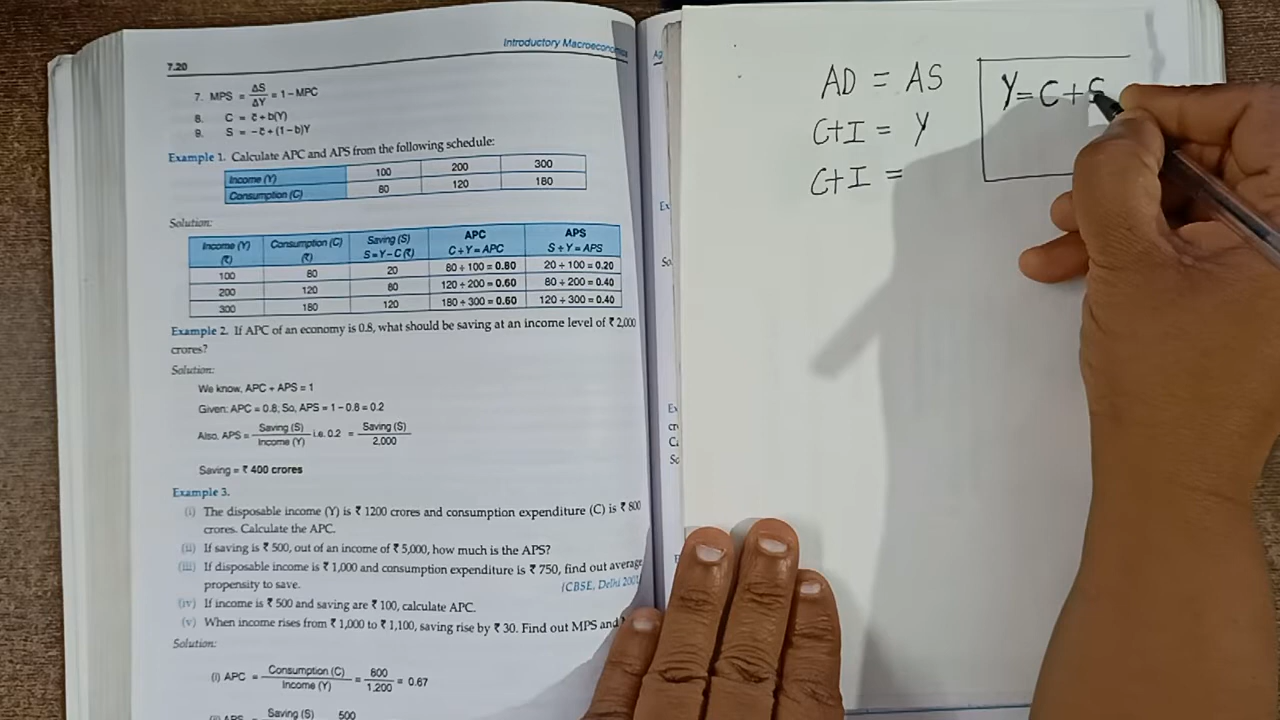 Introductory Macroecono
7.20
7. MPS = ΔS/ΔY = 1 – MPC
8. C = c̄ + b(Y)
9. S = – c̄ + (1 – b)Y
Example 1. Calculate APC and APS from the following schedule:
Income (Y) 100 200 300
Consumption (C) 80 120 180
Solution:
Income (Y) (₹) Consumption (C) (₹) Saving (S) S = Y – C (₹) APC C ÷ Y = APC APS S ÷ Y = APS
100 80 20 80 ÷ 100 = 0.80 20 ÷ 100 = 0.20
200 120 80 120 ÷ 200 = 0.60 80 ÷ 200 = 0.40
300 180 120 180 ÷ 300 = 0.60 120 ÷ 300 = 0.40
Example 2. If APC of an economy is 0.8, what should be saving at an income level of ₹ 2,000
crores?
Solution:
We know, APC + APS = 1
Given: APC = 0.8, So, APS = 1 – 0.8 = 0.2
Also, APS = Saving (S)/Income (Y) i.e. 0.2 = Saving (S)/2,000
Saving = ₹ 400 crores
Example 3.
(i) The disposable income (Y) is ₹ 1200 crores and consumption expenditure (C) is ₹ 800
crores. Calculate the APC.
(ii) If saving is ₹ 500, out of an income of ₹ 5,000, how much is the APS?
(iii) If disposable income is ₹ 1,000 and consumption expenditure is ₹ 750, find out average
propensity to save. (CBSE, Delhi 200
(iv) If income is ₹ 500 and saving are ₹ 100, calculate APC.
(v) When income rises from ₹ 1,000 to ₹ 1,100, saving rise by ₹ 30. Find out MPS and
Solution:
(i) APC = Consumption (C)/Income (Y) = 800/1,200 = 0.67
(ii) APS Saving (S) 500
AD = AS
C+I = Y
C+I =
Y=C+S